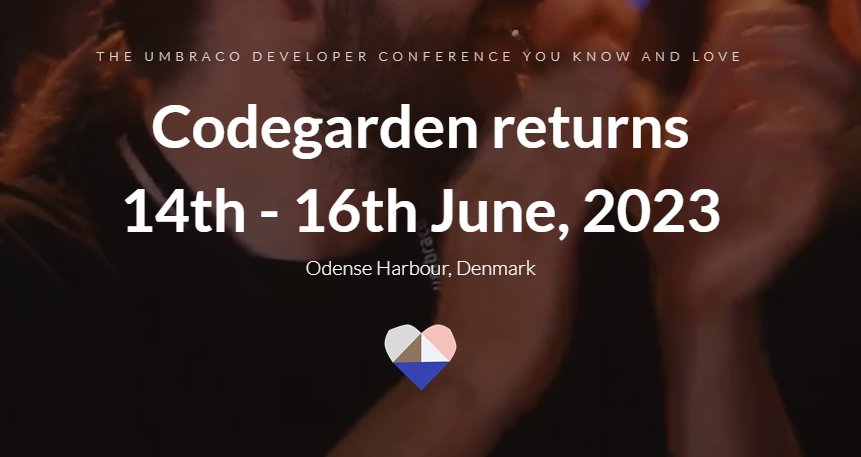 THE UMBRACO DEVELOPER CONFERENCE YOU KNOW AND LOVE
Codegarden returns
14th - 16th June, 2023
Odense Harbour, Denmark